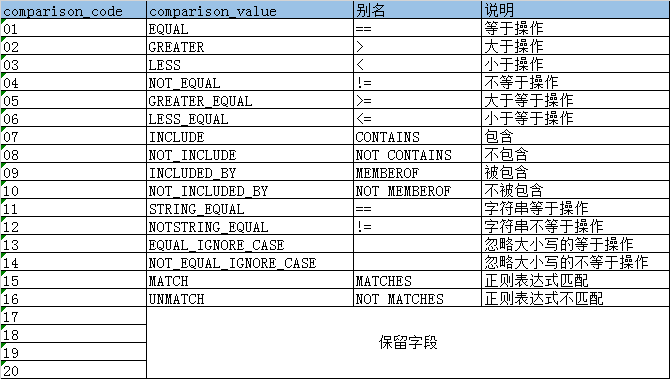 comparison_code comparison_value 别名 说明
01 EQUAL == 等于操作
02 GREATER > 大于操作
03 LESS < 小于操作
04 NOT_EQUAL != 不等于操作
05 GREATER_EQUAL >= 大于等于操作
06 LESS_EQUAL <= 小于等于操作
07 INCLUDE CONTAINS 包含
08 NOT_INCLUDE NOT CONTAINS 不包含
09 INCLUDED_BY MEMBEROF 被包含
10 NOT_INCLUDED_BY NOT MEMBEROF 不被包含
11 STRING_EQUAL == 字符串等于操作
12 NOTSTRING_EQUAL != 字符串不等于操作
13 EQUAL_IGNORE_CASE 忽略大小写的等于操作
14 NOT_EQUAL_IGNORE_CASE 忽略大小写的不等于操作
15 MATCH MATCHES 正则表达式匹配
16 UNMATCH NOT MATCHES 正则表达式不匹配
17
18
保留字段
19
20